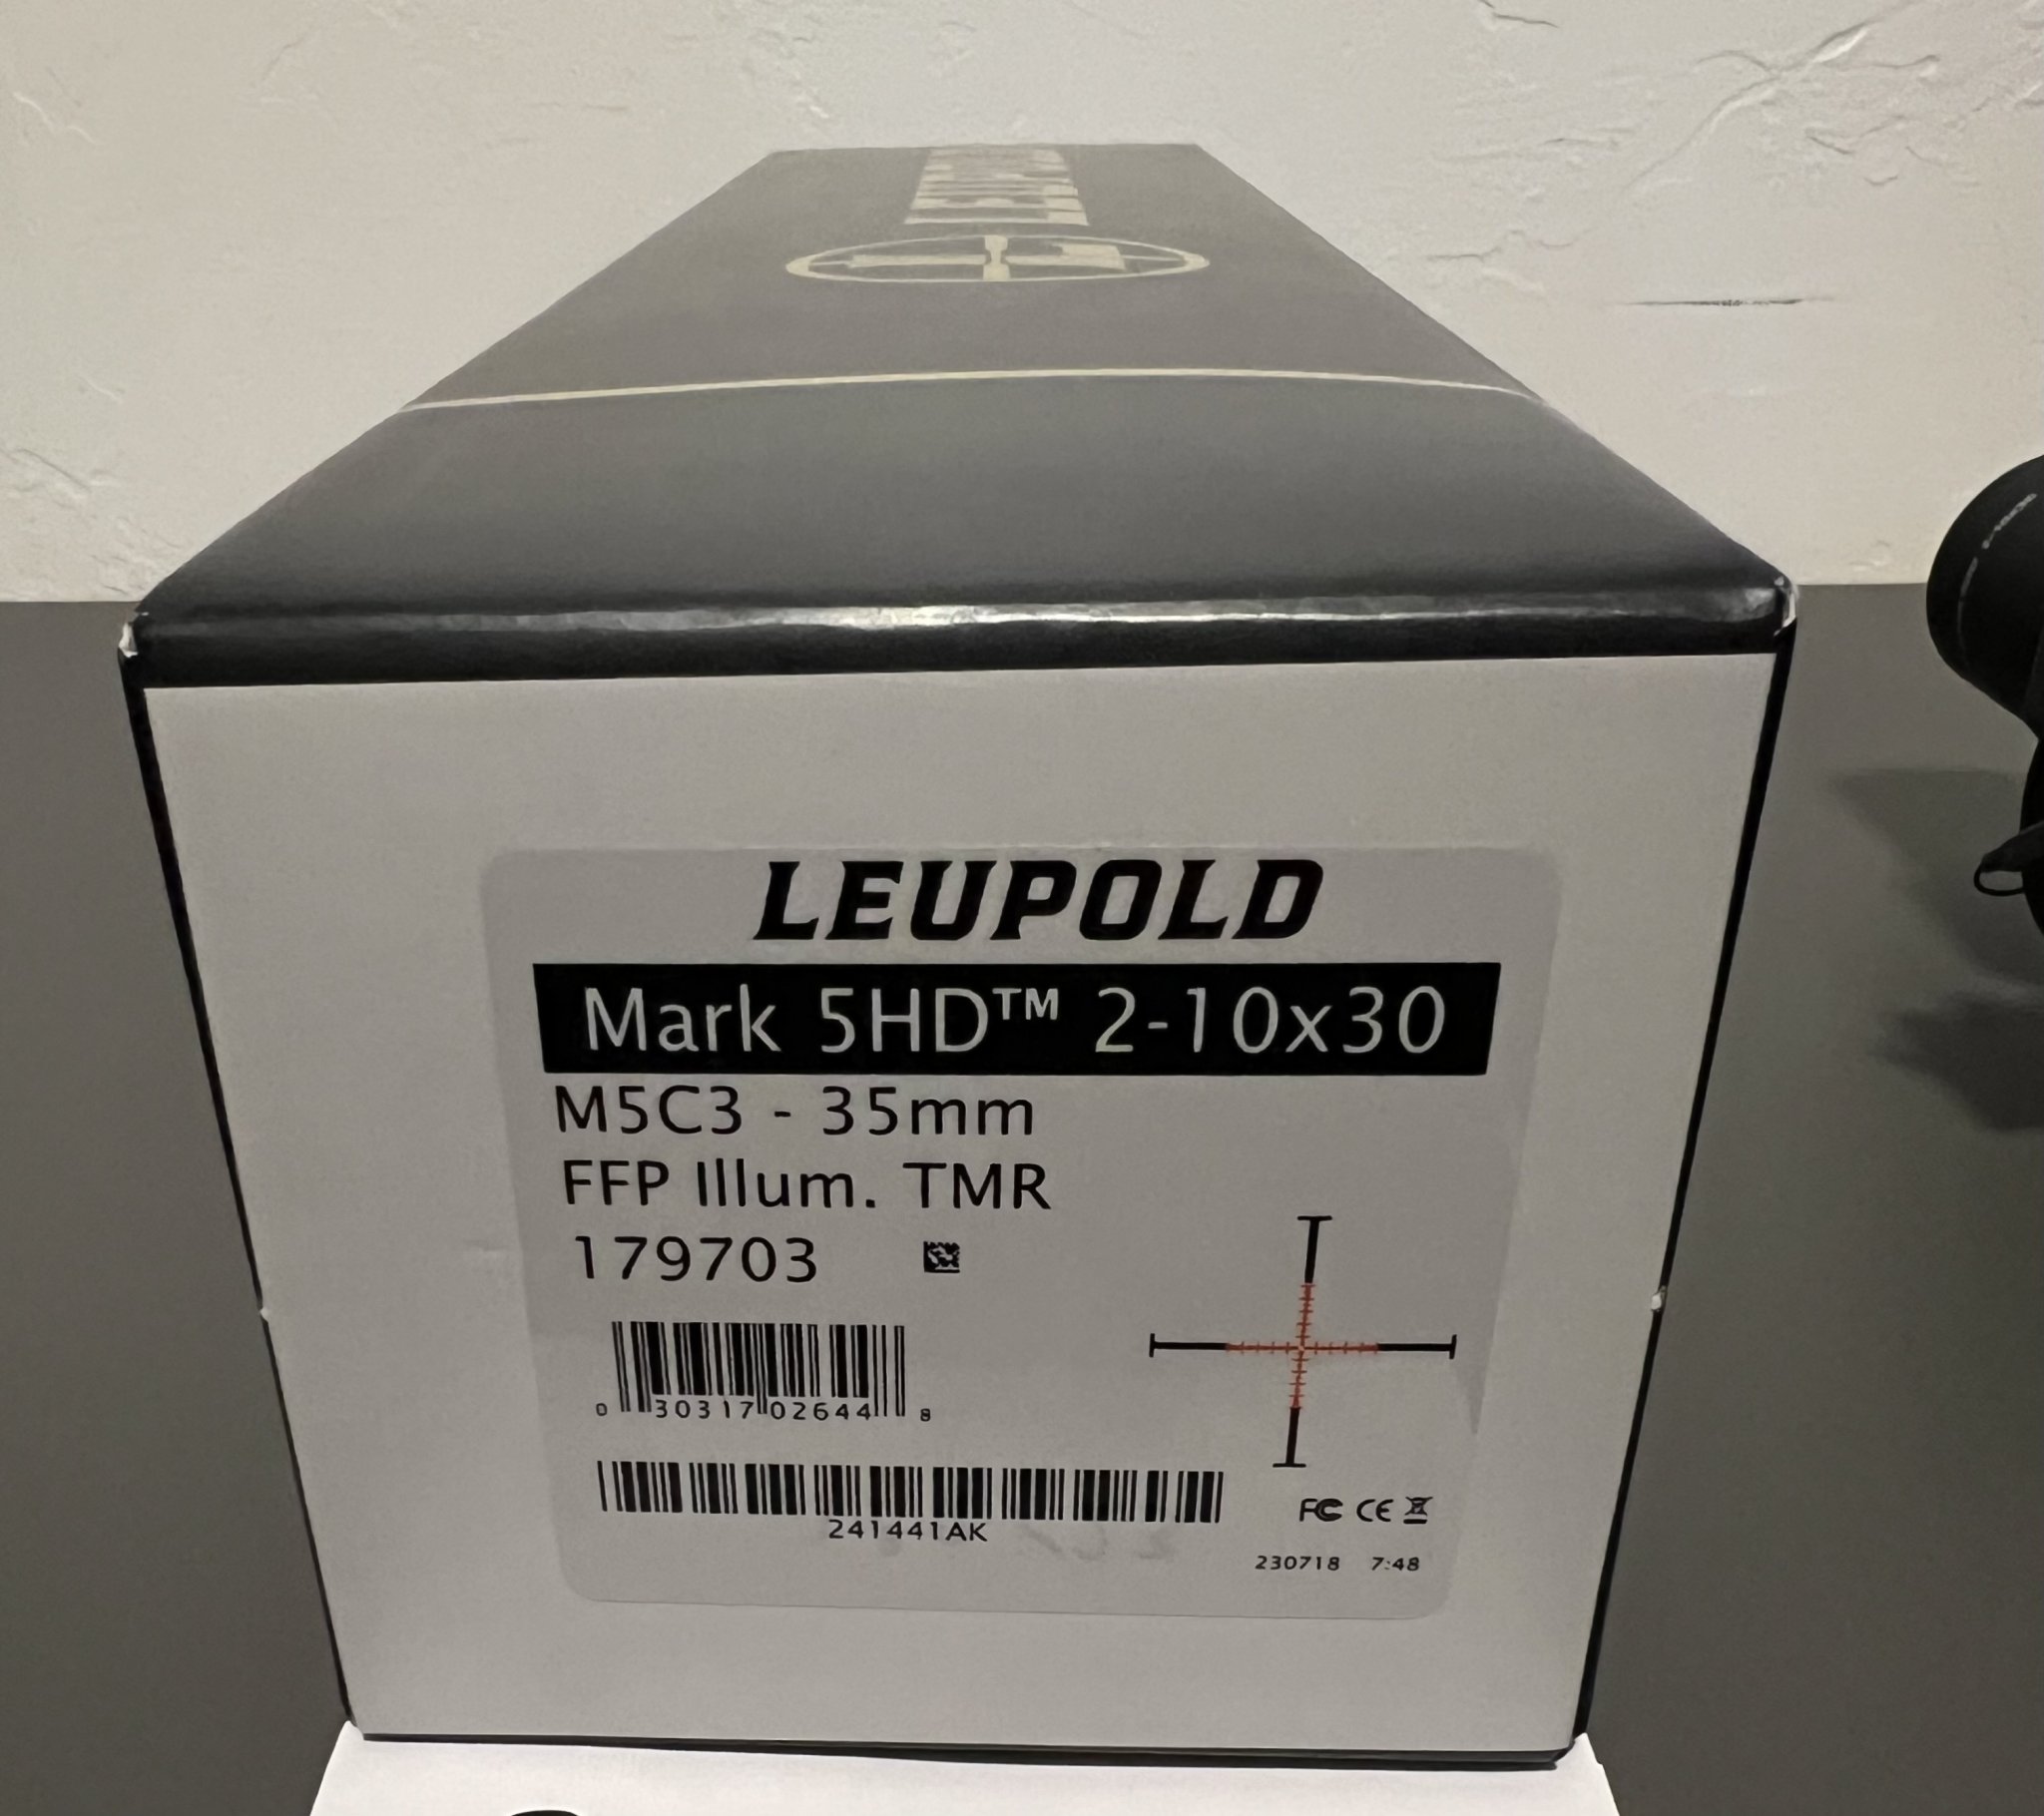 LEUPOLD
Mark 5HD™ 2-10x30
M5C3 - 35mm
FFP Illum. TMR
179703
0 30317 02644 8
241441AK
FC CE
230718 7:48